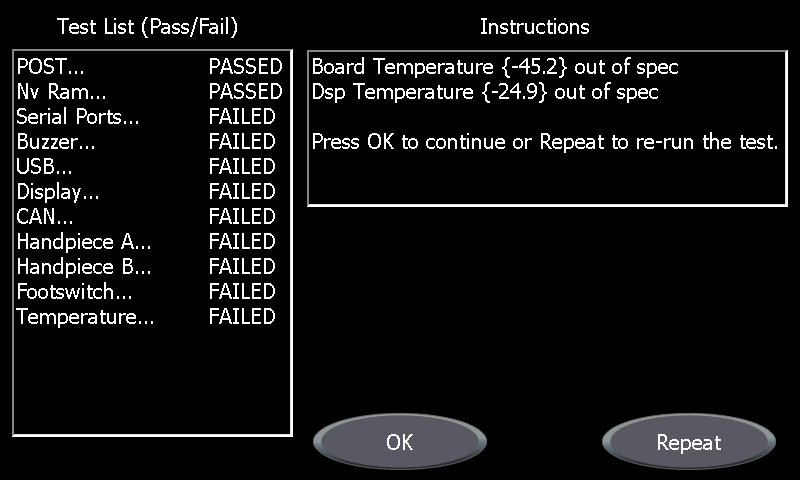 Test List (Pass/Fail)
POST... PASSED
Nv Ram... PASSED
Serial Ports... FAILED
Buzzer... FAILED
USB... FAILED
Display... FAILED
CAN... FAILED
Handpiece A... FAILED
Handpiece B... FAILED
Footswitch... FAILED
Temperature... FAILED
Instructions
Board Temperature {-45.2} out of spec
Dsp Temperature {-24.9} out of spec
Press OK to continue or Repeat to re-run the test.
OK
Repeat